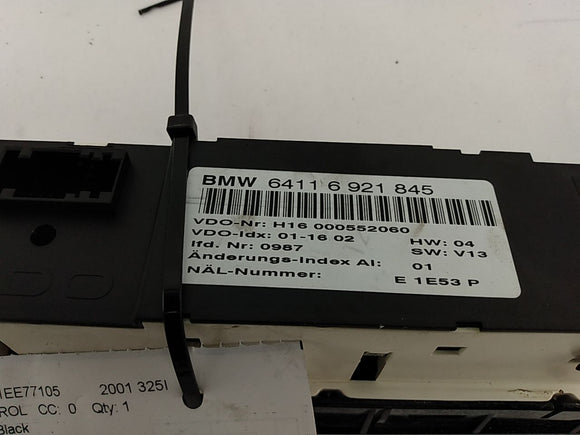 BMW 6411 6 921 845
VDO-Nr: H16 000552060
VDO-Idx: 01-16 02 HW: 04
lfd. Nr: 0987 SW: V13
Änderungs-Index AI: 01
NÄL-Nummer: E 1E53 P
1EE77105 2001 325I
ROL CC: 0 Qty: 1
Black